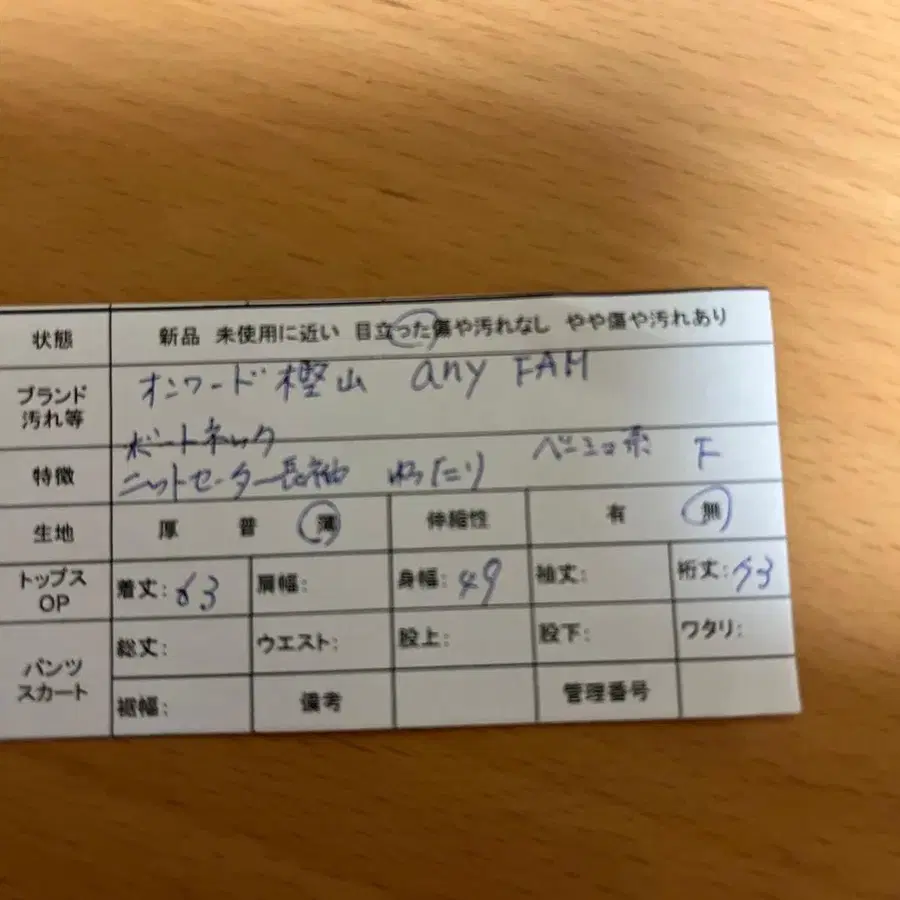 状態 新品 未使用に近い 目立った傷や汚れなし やや傷や汚れあり
ブランド 汚れ等 オンワード樫山 any FAM
ボートネック
特徴 ニットセーター長袖 ゆったり ベージュ系 F
生地 厚 普 薄 伸縮性 有 無
トップス OP 着丈: 63 肩幅: 身幅: 49 袖丈: 裄丈:
パンツ スカート 総丈: ウエスト: 股上: 股下: ワタリ:
裾幅: 備考 管理番号